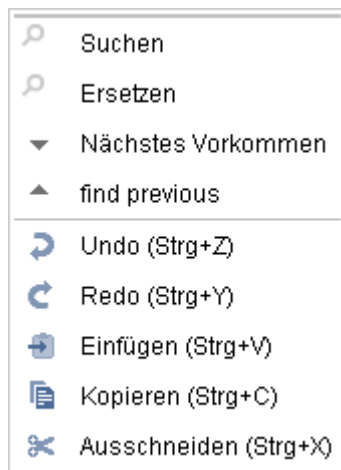 Suchen
Ersetzen
Nächstes Vorkommen
find previous
Undo (Strg+Z)
Redo (Strg+Y)
Einfügen (Strg+V)
Kopieren (Strg+C)
Ausschneiden (Strg+X)